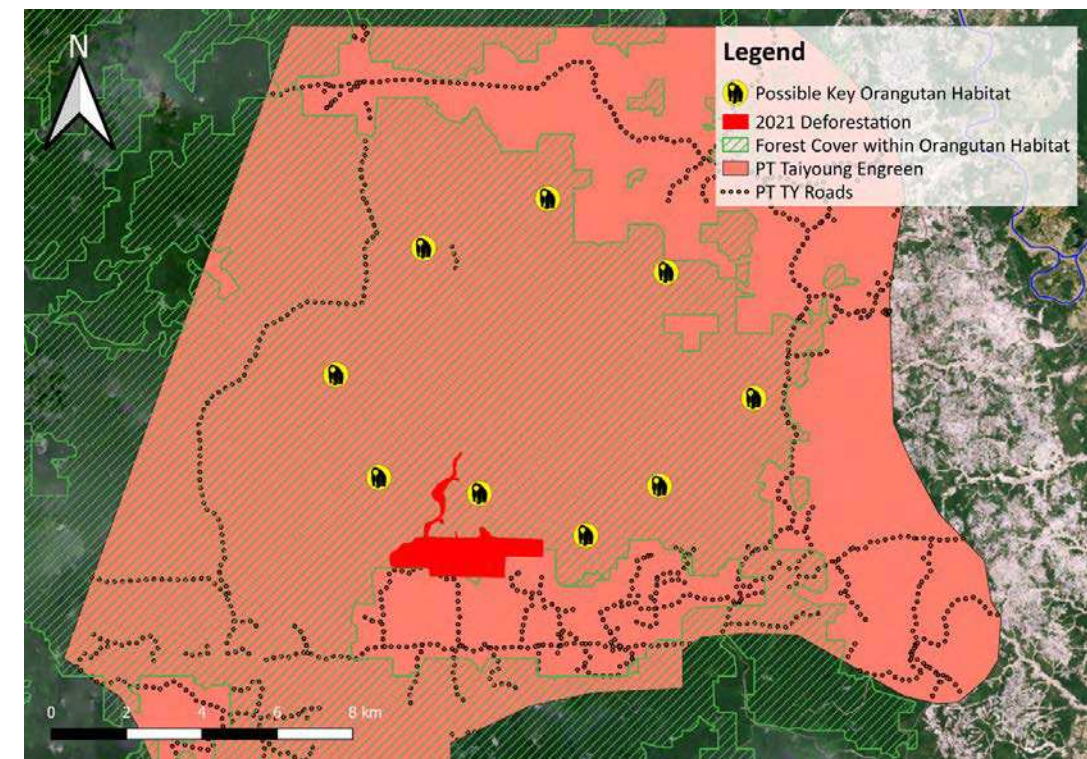 N
Legend
Possible Key Orangutan Habitat
2021 Deforestation
Forest Cover within Orangutan Habitat
PT Taiyoung Engreen
PT TY Roads
0 2 4 6 8 km